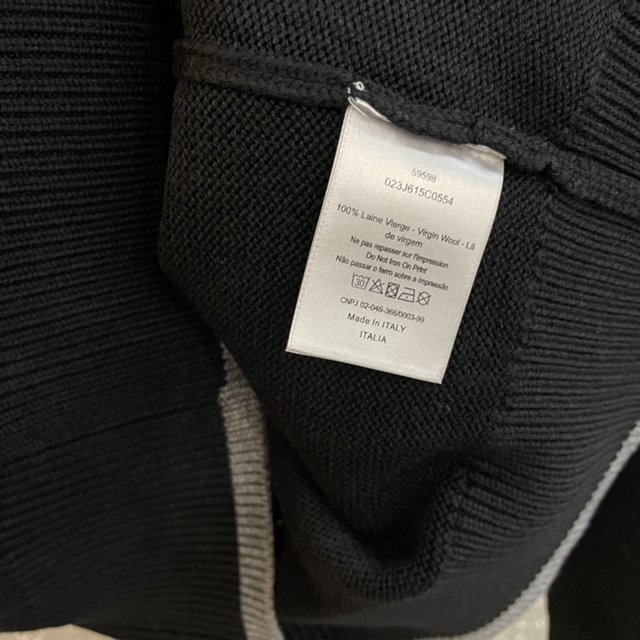 59598
023J615C0554
100% Laine Vierge - Virgin Wool - Lã
de virgem
Ne pas repasser sur l'impression
Do Not Iron On Print
Não passar o ferro sobre a impressão
30
CNPJ 02-048-366/0003-99
Made In ITALY
ITALIA